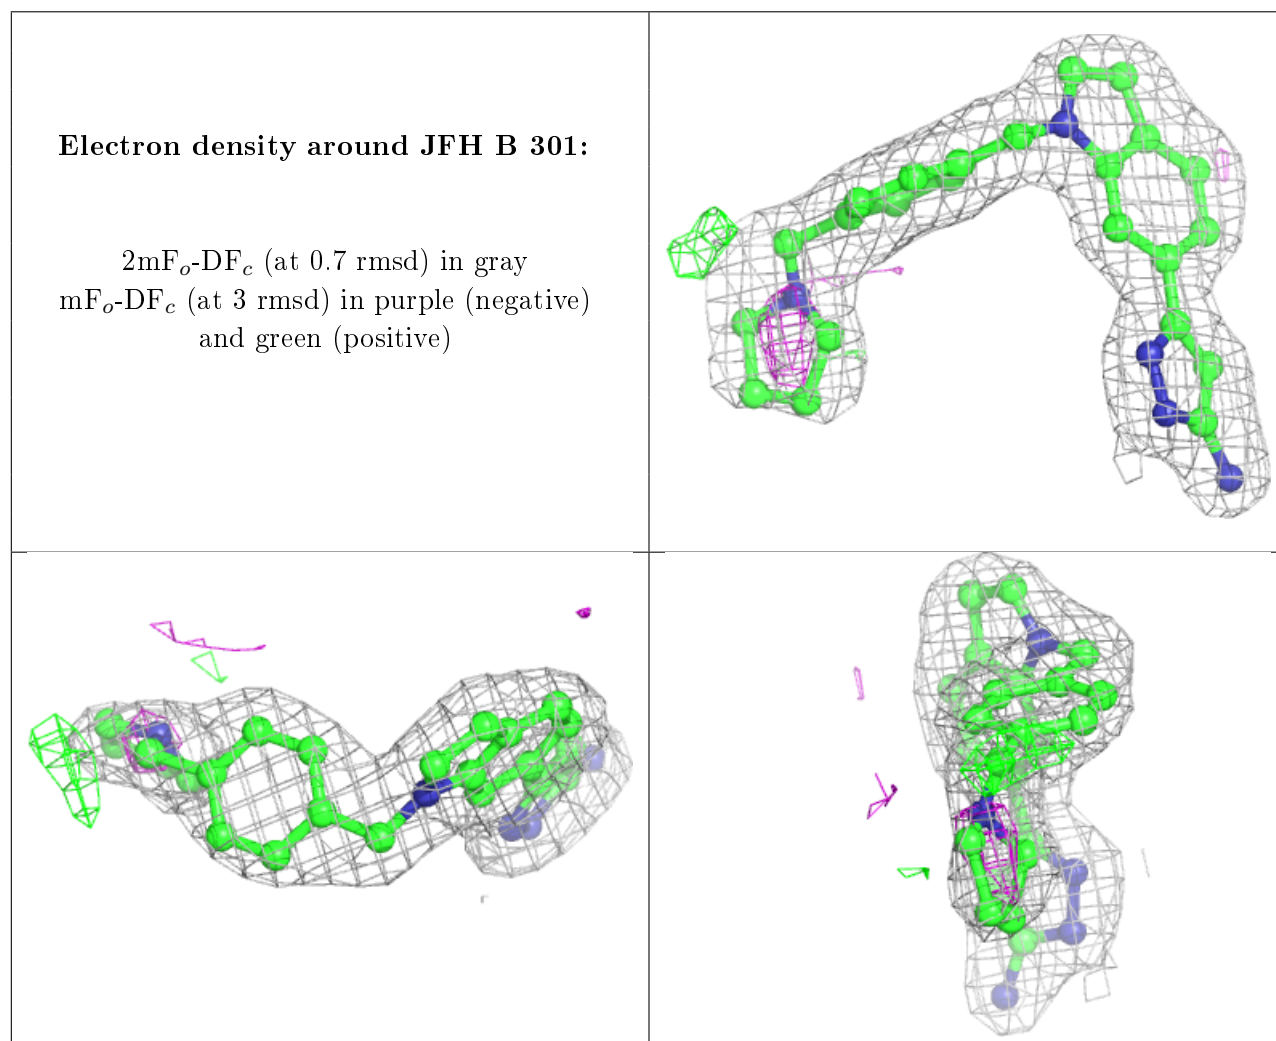 Electron density around JFH B 301:
2mFo-DFc (at 0.7 rmsd) in gray
mFo-DFc (at 3 rmsd) in purple (negative)
and green (positive)